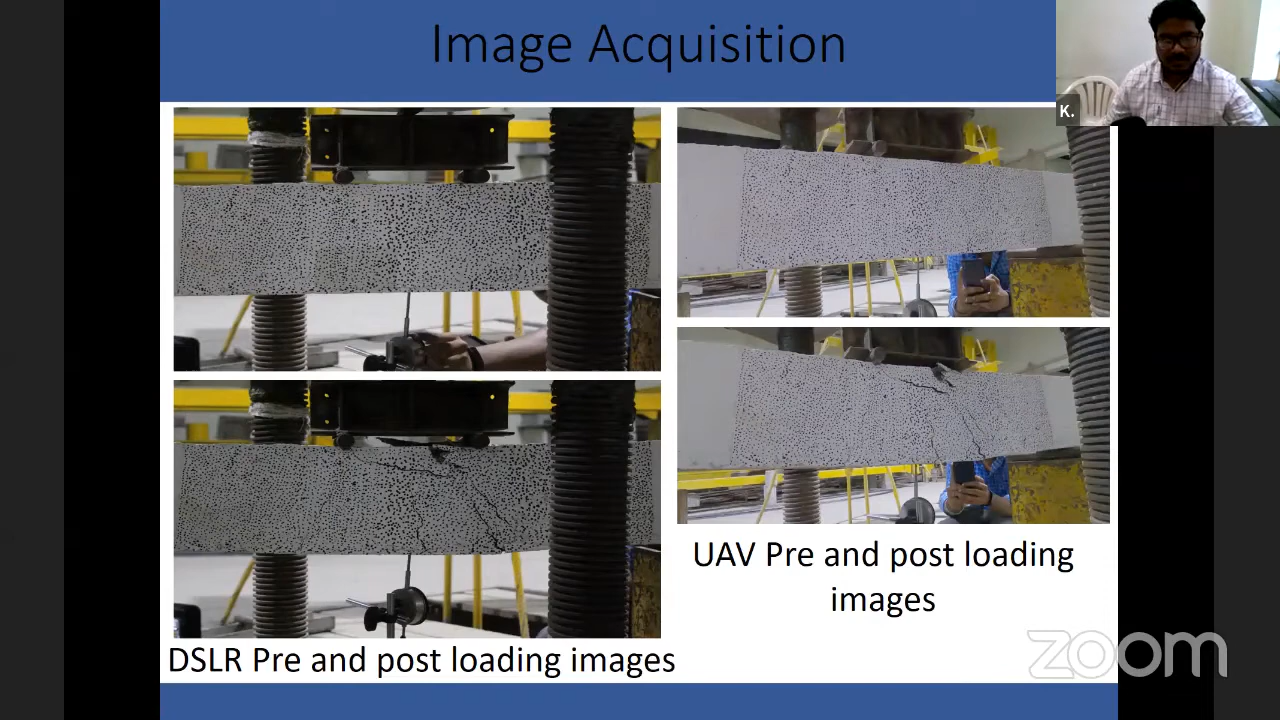 Image Acquisition
K.
UAV Pre and post loading
images
DSLR Pre and post loading images
zoom